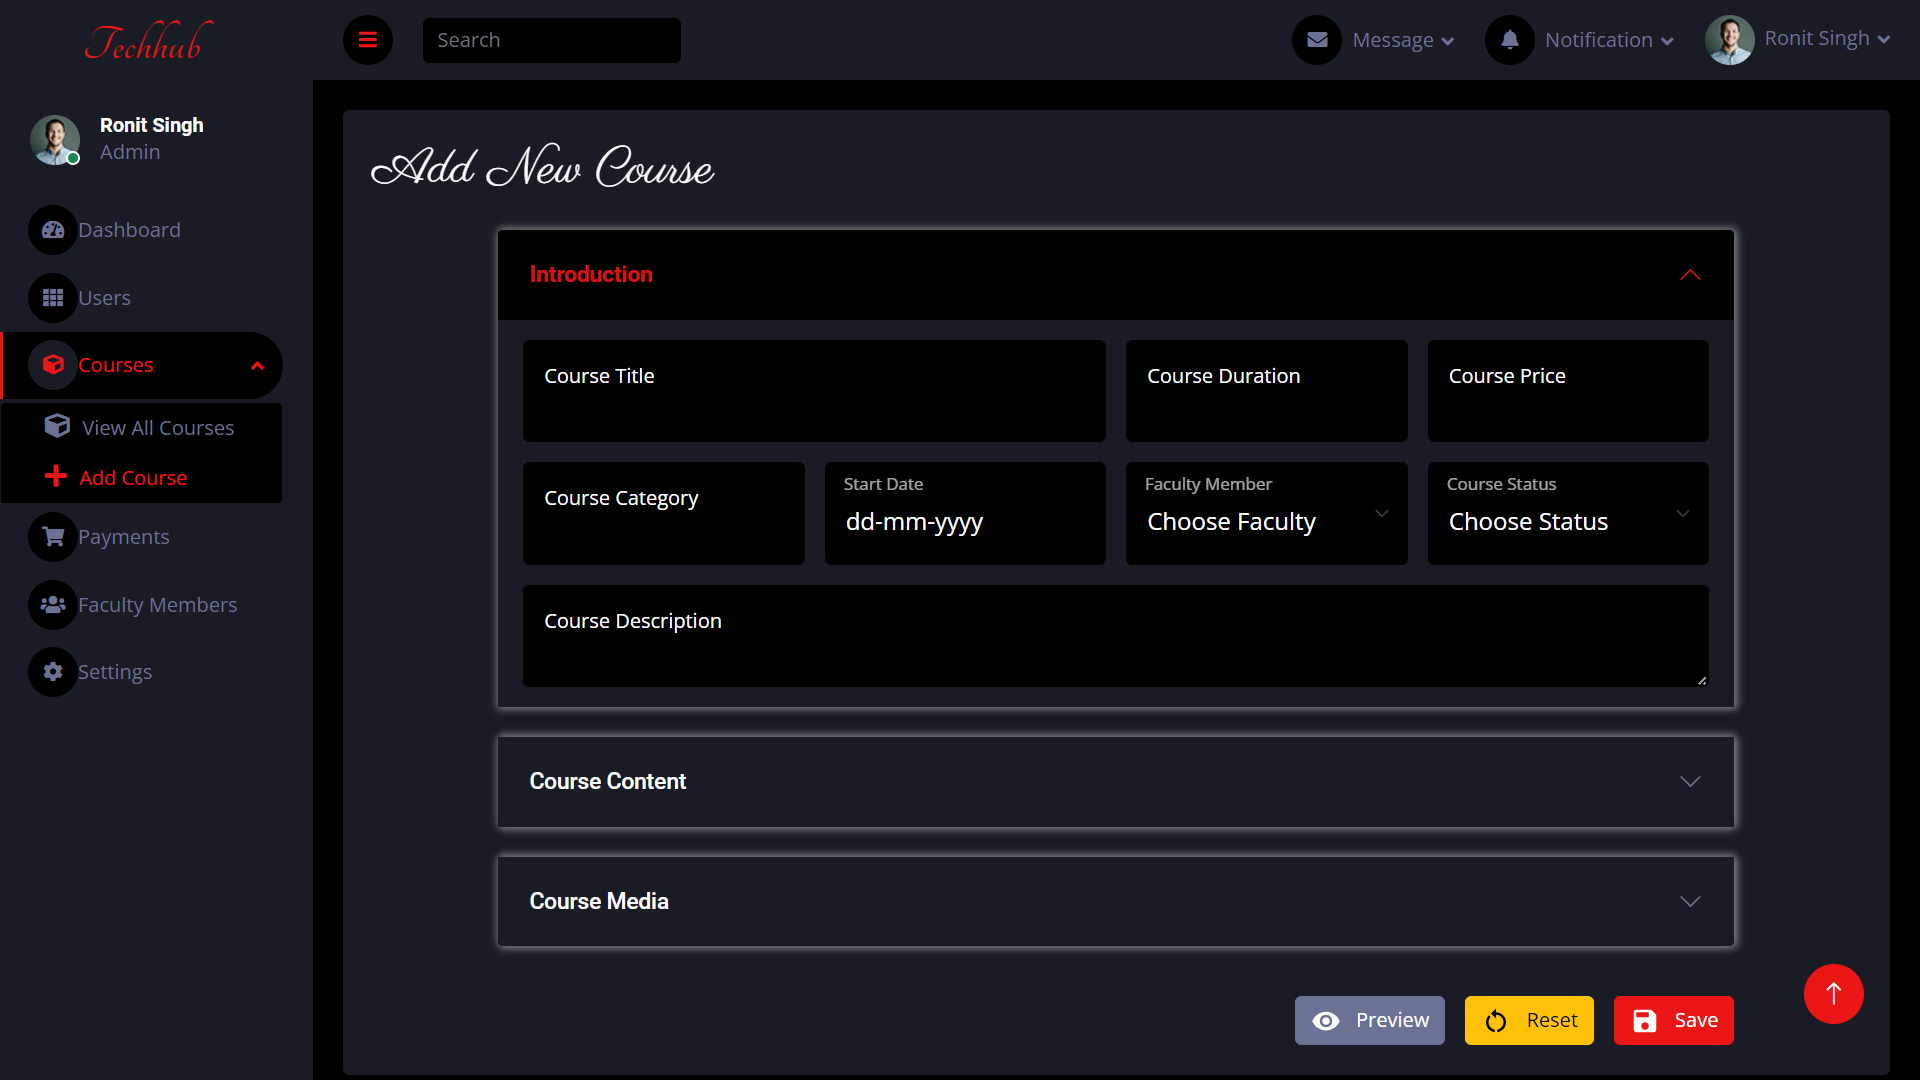 Techhub
Search
Message
Notification
Ronit Singh
Ronit Singh
Admin
Dashboard
Users
Courses
View All Courses
Add Course
Payments
Faculty Members
Settings
Add New Course
Introduction
Course Title
Course Duration
Course Price
Course Category
Start Date
dd-mm-yyyy
Faculty Member
Choose Faculty
Course Status
Choose Status
Course Description
Course Content
Course Media
Preview
Reset
Save